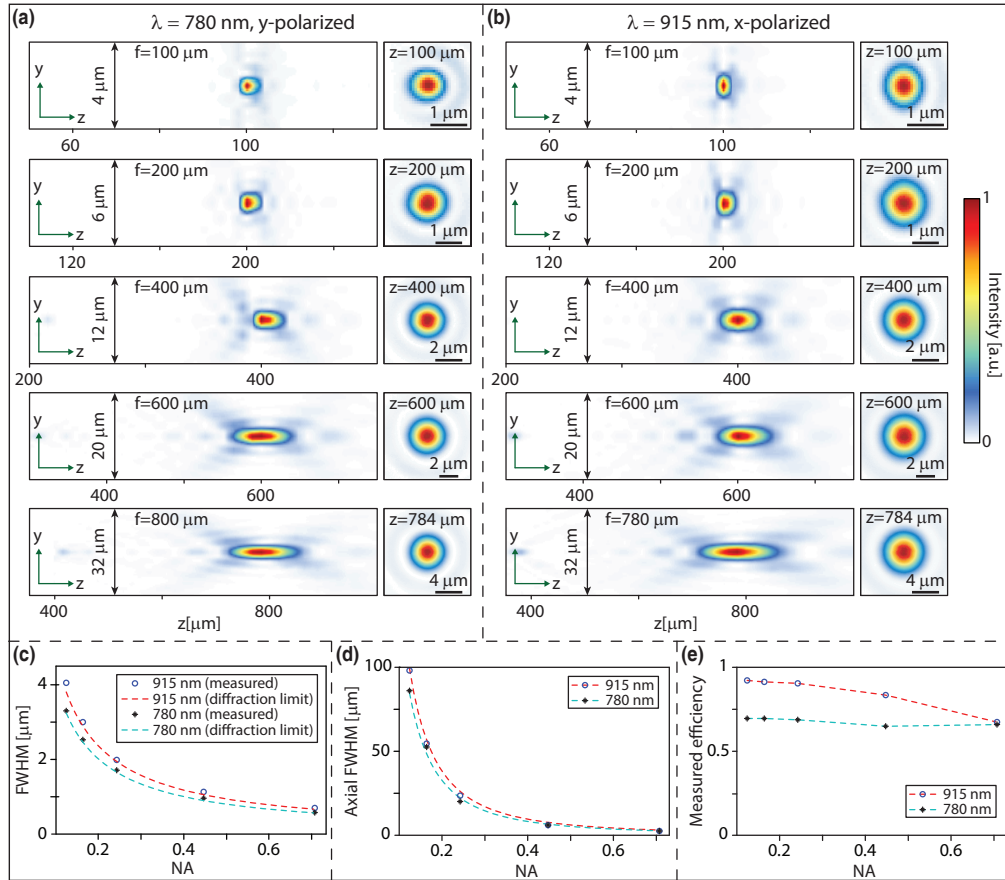 (a) λ = 780 nm, y-polarized
f=100 μm
z=100 μm
y
z
4 μm
1 μm
60 100
f=200 μm
z=200 μm
y
z
6 μm
1 μm
120 200
f=400 μm
z=400 μm
y
z
12 μm
2 μm
200 400
f=600 μm
z=600 μm
y
z
20 μm
2 μm
400 600
f=800 μm
z=784 μm
y
z
32 μm
4 μm
400 800
z[μm]
(b) λ = 915 nm, x-polarized
f=100 μm
z=100 μm
y
z
4 μm
1 μm
60 100
f=200 μm
z=200 μm
y
z
6 μm
1 μm
120 200
f=400 μm
z=400 μm
y
z
12 μm
2 μm
200 400
f=600 μm
z=600 μm
y
z
20 μm
2 μm
400 600
f=780 μm
z=784 μm
y
z
32 μm
4 μm
400 800
z[μm]
1
Intensity [a.u.]
0
(c)
4
2
0
FWHM [μm]
915 nm (measured)
915 nm (diffraction limit)
780 nm (measured)
780 nm (diffraction limit)
0.2 0.4 0.6
NA
(d)
100
50
0
Axial FWHM [μm]
915 nm
780 nm
0.2 0.4 0.6
NA
(e)
1
0.5
0
Measured efficiency
915 nm
780 nm
0.2 0.4 0.6
NA